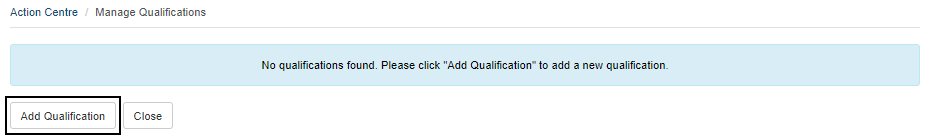 Action Centre / Manage Qualifications
No qualifications found. Please click "Add Qualification" to add a new qualification.
Add Qualification Close